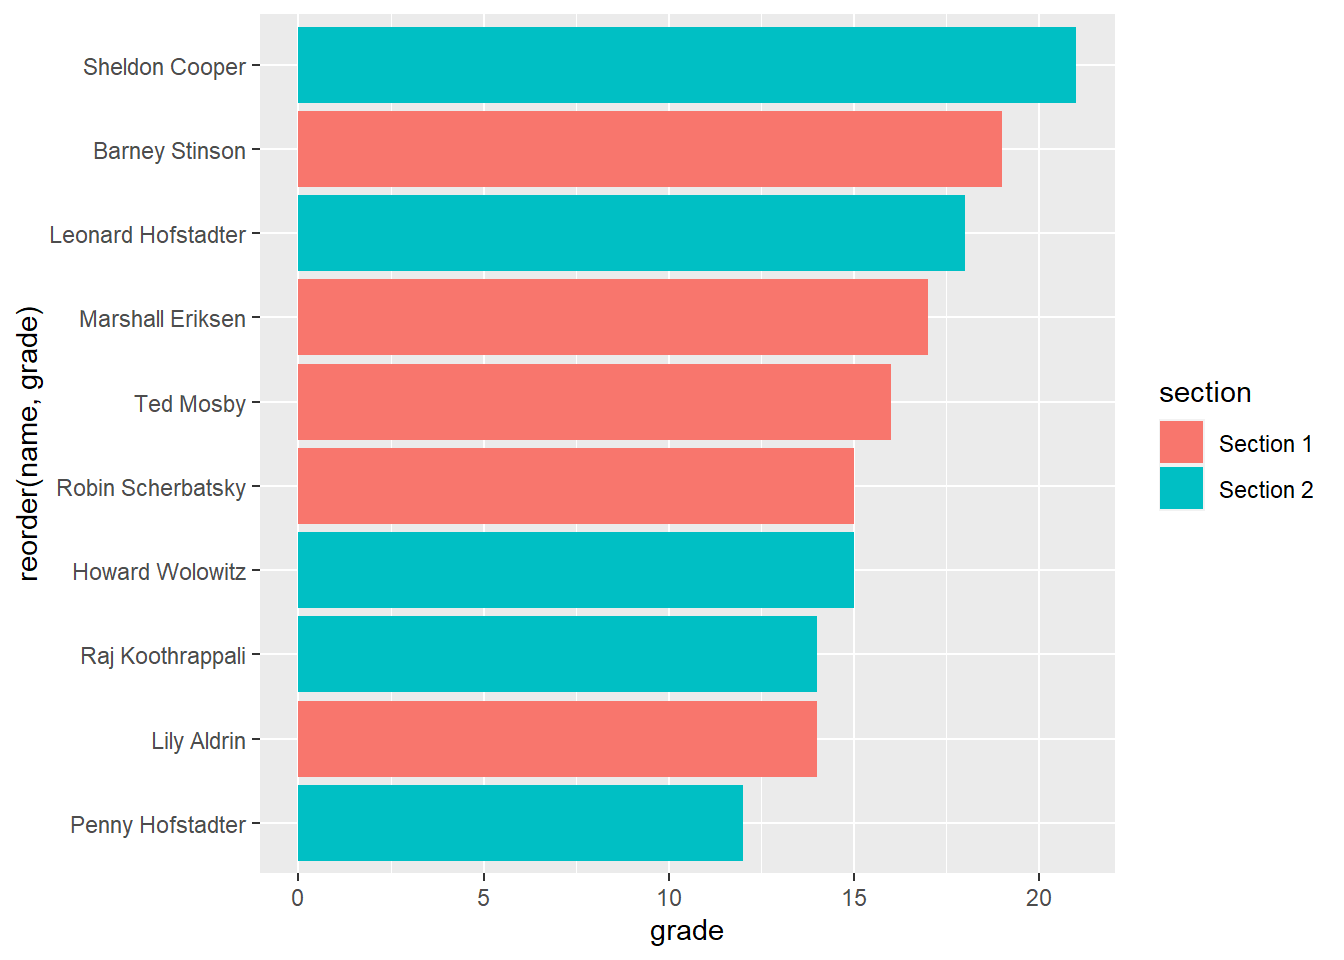 Sheldon Cooper
Barney Stinson
Leonard Hofstadter
Marshall Eriksen
Ted Mosby
Robin Scherbatsky
Howard Wolowitz
Raj Koothrappali
Lily Aldrin
Penny Hofstadter
reorder(name, grade)
0 5 10 15 20
grade
section
Section 1
Section 2